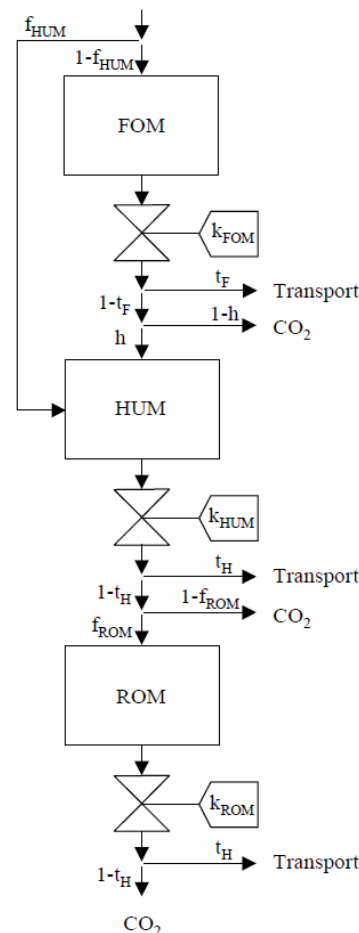 f_HUM
1-f_HUM
FOM
k_FOM
t_F
Transport
1-t_F
1-h
CO₂
h
HUM
k_HUM
t_H
Transport
1-t_H
1-f_ROM
CO₂
f_ROM
ROM
k_ROM
t_H
Transport
1-t_H
CO₂